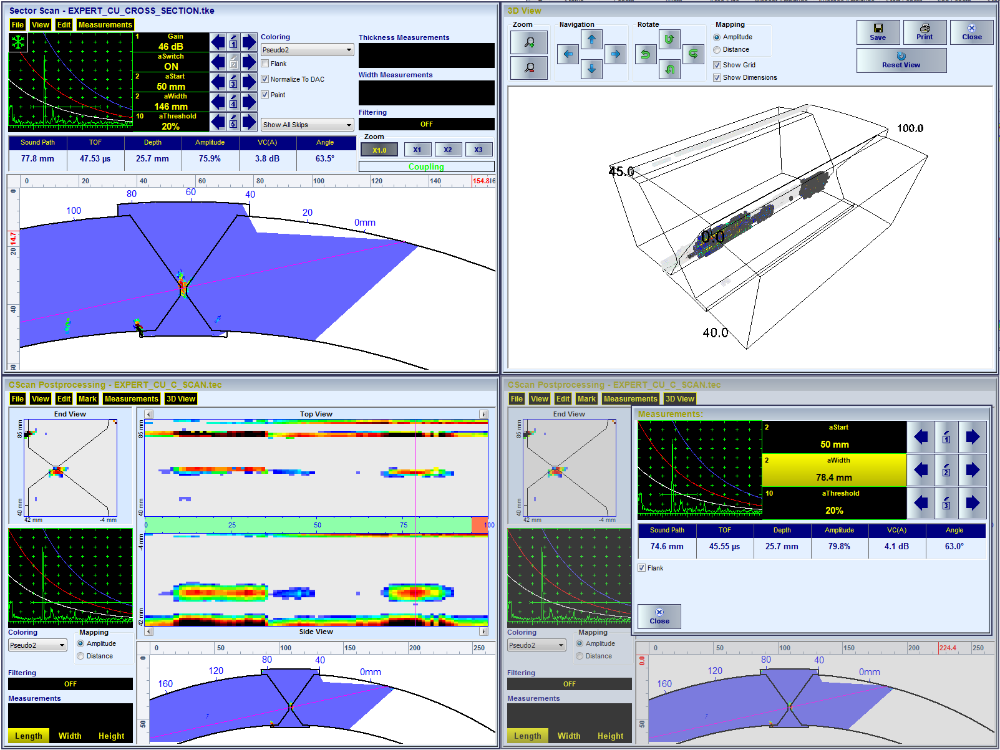 Sector Scan - EXPERT_CU_CROSS_SECTION.tke
File View Edit Measurements
1 Gain
46 dB
1
aSwitch
ON
2
2 aStart
50 mm
3
2 aWidth
146 mm
4
10 aThreshold
20%
5
Coloring
Pseudo2
Flank
Normalize To DAC
Paint
Show All Skips
Thickness Measurements
Width Measurements
Filtering
OFF
Zoom
X1.0 X1 X2 X3
Coupling
Sound Path TOF Depth Amplitude VC(A) Angle
77.8 mm 47.53 µs 25.7 mm 75.9% 3.8 dB 63.5°
0 20 40 60 80 100 120 140 154.8
0
14.7
20
40
100 80 60 40 20 0mm
3D View
Zoom
Navigation
Rotate
Mapping
Amplitude
Distance
Show Grid
Show Dimensions
Save Print Close
Reset View
100.0
45.0
0.0
40.0
CScan Postprocessing - EXPERT_CU_C_SCAN.tec
File View Edit Mark Measurements 3D View
End View
85 mm
40 mm
42 mm -4 mm
Top View
85 mm
40 mm
0 25 50 75 100
-4 mm
42 mm
Side View
Coloring
Pseudo2
Mapping
Amplitude
Distance
Filtering
OFF
Measurements
Length Width Height
0 50 100 150 200 250
0
50
160 120 80 40 0mm
CScan Postprocessing - EXPERT_CU_C_SCAN.tec
File View Edit Mark Measurements 3D View
End View
85 mm
40 mm
42 mm -4 mm
Measurements:
2 aStart
50 mm
1
2 aWidth
78.4 mm
2
10 aThreshold
20%
3
Sound Path TOF Depth Amplitude VC(A) Angle
74.6 mm 45.55 µs 25.7 mm 79.8% 4.1 dB 63.0°
Flank
Close
Coloring
Pseudo2
Mapping
Amplitude
Distance
Filtering
OFF
Measurements
Length Width Height
0 50 100 150 200 224.4 250
0.0
50
160 120 80 40 0mm